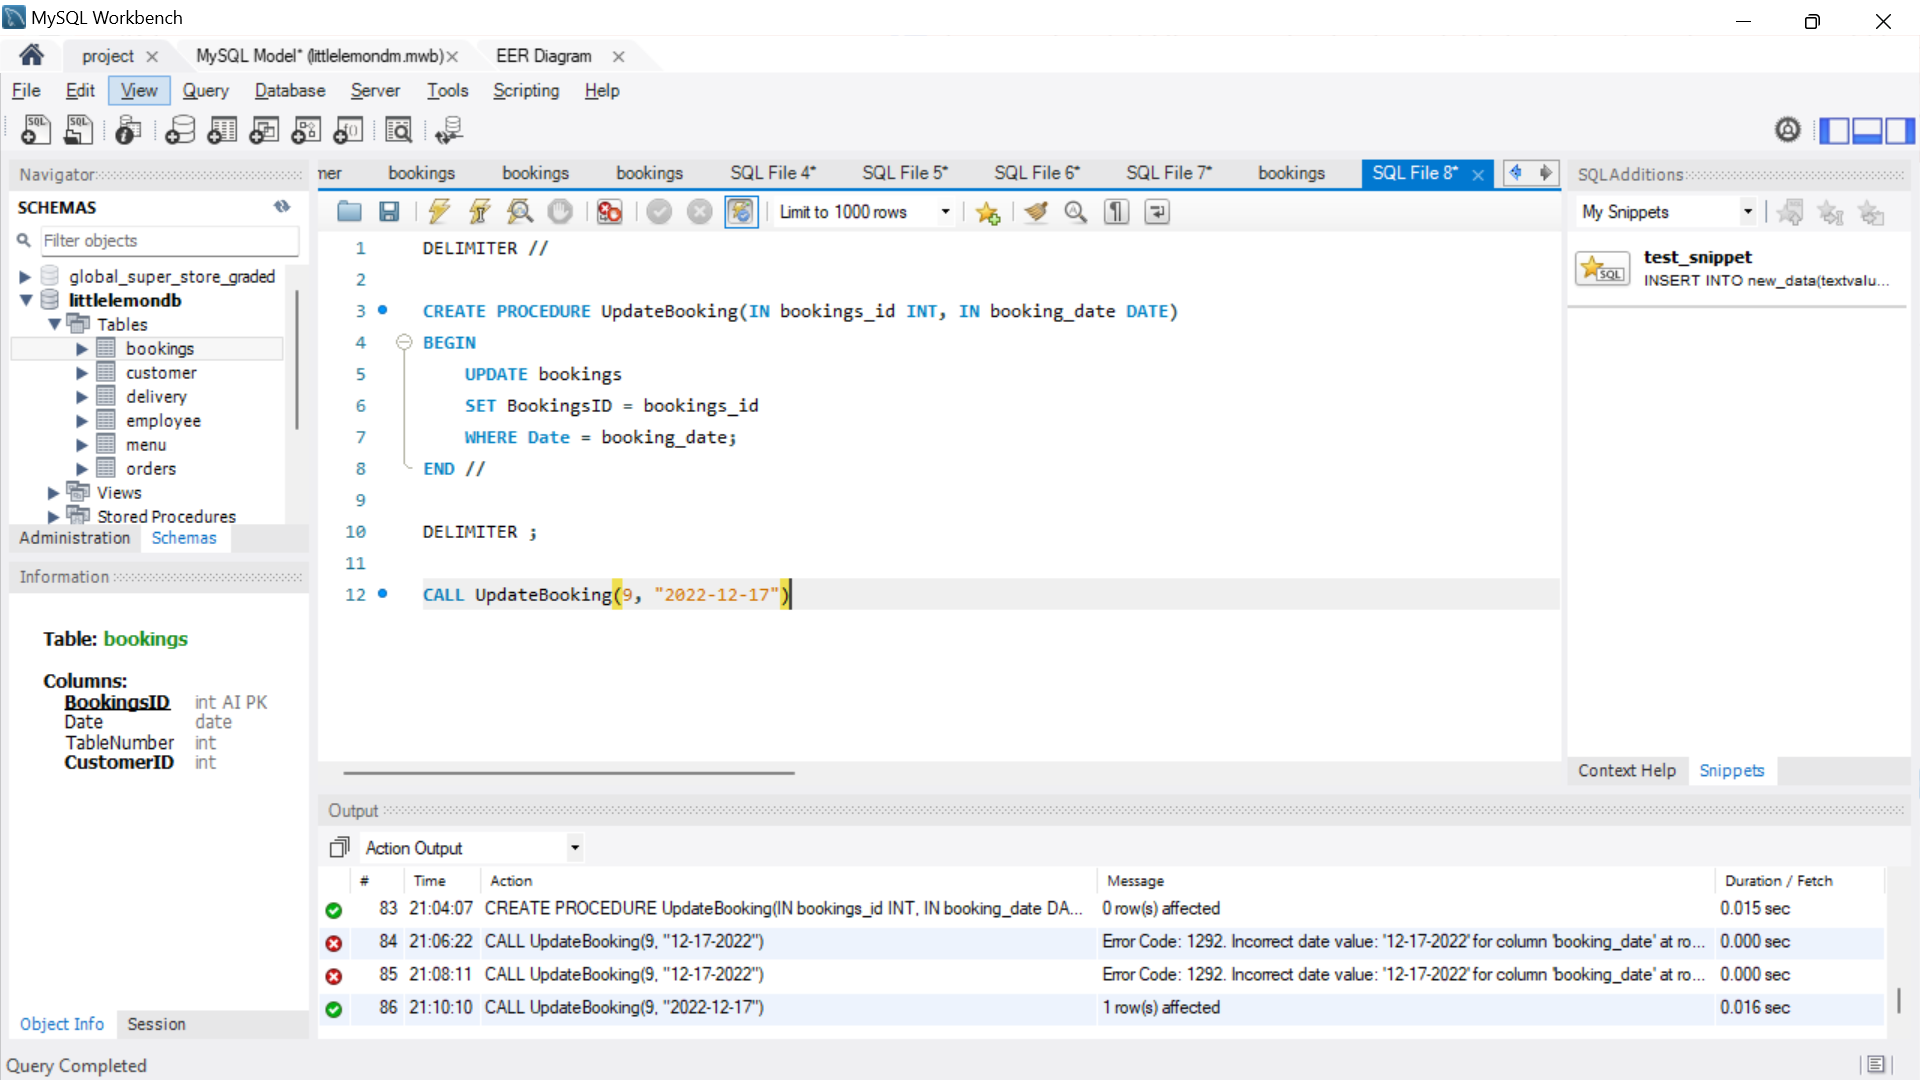 MySQL Workbench
project
MySQL Model* (littlelemondm.mwb)
EER Diagram
File Edit View Query Database Server Tools Scripting Help
Navigator
mer bookings bookings bookings SQL File 4* SQL File 5* SQL File 6* SQL File 7* bookings SQL File 8*
SQLAdditions
SCHEMAS
Filter objects
global_super_store_graded
littlelemondb
Tables
bookings
customer
delivery
employee
menu
orders
Views
Stored Procedures
Administration Schemas
Information
Table: bookings
Columns:
BookingsID int AI PK
Date date
TableNumber int
CustomerID int
Object Info Session
Limit to 1000 rows
1 DELIMITER //
2
3 CREATE PROCEDURE UpdateBooking(IN bookings_id INT, IN booking_date DATE)
4 BEGIN
5 UPDATE bookings
6 SET BookingsID = bookings_id
7 WHERE Date = booking_date;
8 END //
9
10 DELIMITER ;
11
12 CALL UpdateBooking(9, "2022-12-17")
My Snippets
test_snippet
INSERT INTO new_data(textvalu...
SQL
Context Help Snippets
Output
Action Output
# Time Action Message Duration / Fetch
83 21:04:07 CREATE PROCEDURE UpdateBooking(IN bookings_id INT, IN booking_date DA... 0 row(s) affected 0.015 sec
84 21:06:22 CALL UpdateBooking(9, "12-17-2022") Error Code: 1292. Incorrect date value: '12-17-2022' for column 'booking_date' at ro... 0.000 sec
85 21:08:11 CALL UpdateBooking(9, "12-17-2022") Error Code: 1292. Incorrect date value: '12-17-2022' for column 'booking_date' at ro... 0.000 sec
86 21:10:10 CALL UpdateBooking(9, "2022-12-17") 1 row(s) affected 0.016 sec
Query Completed